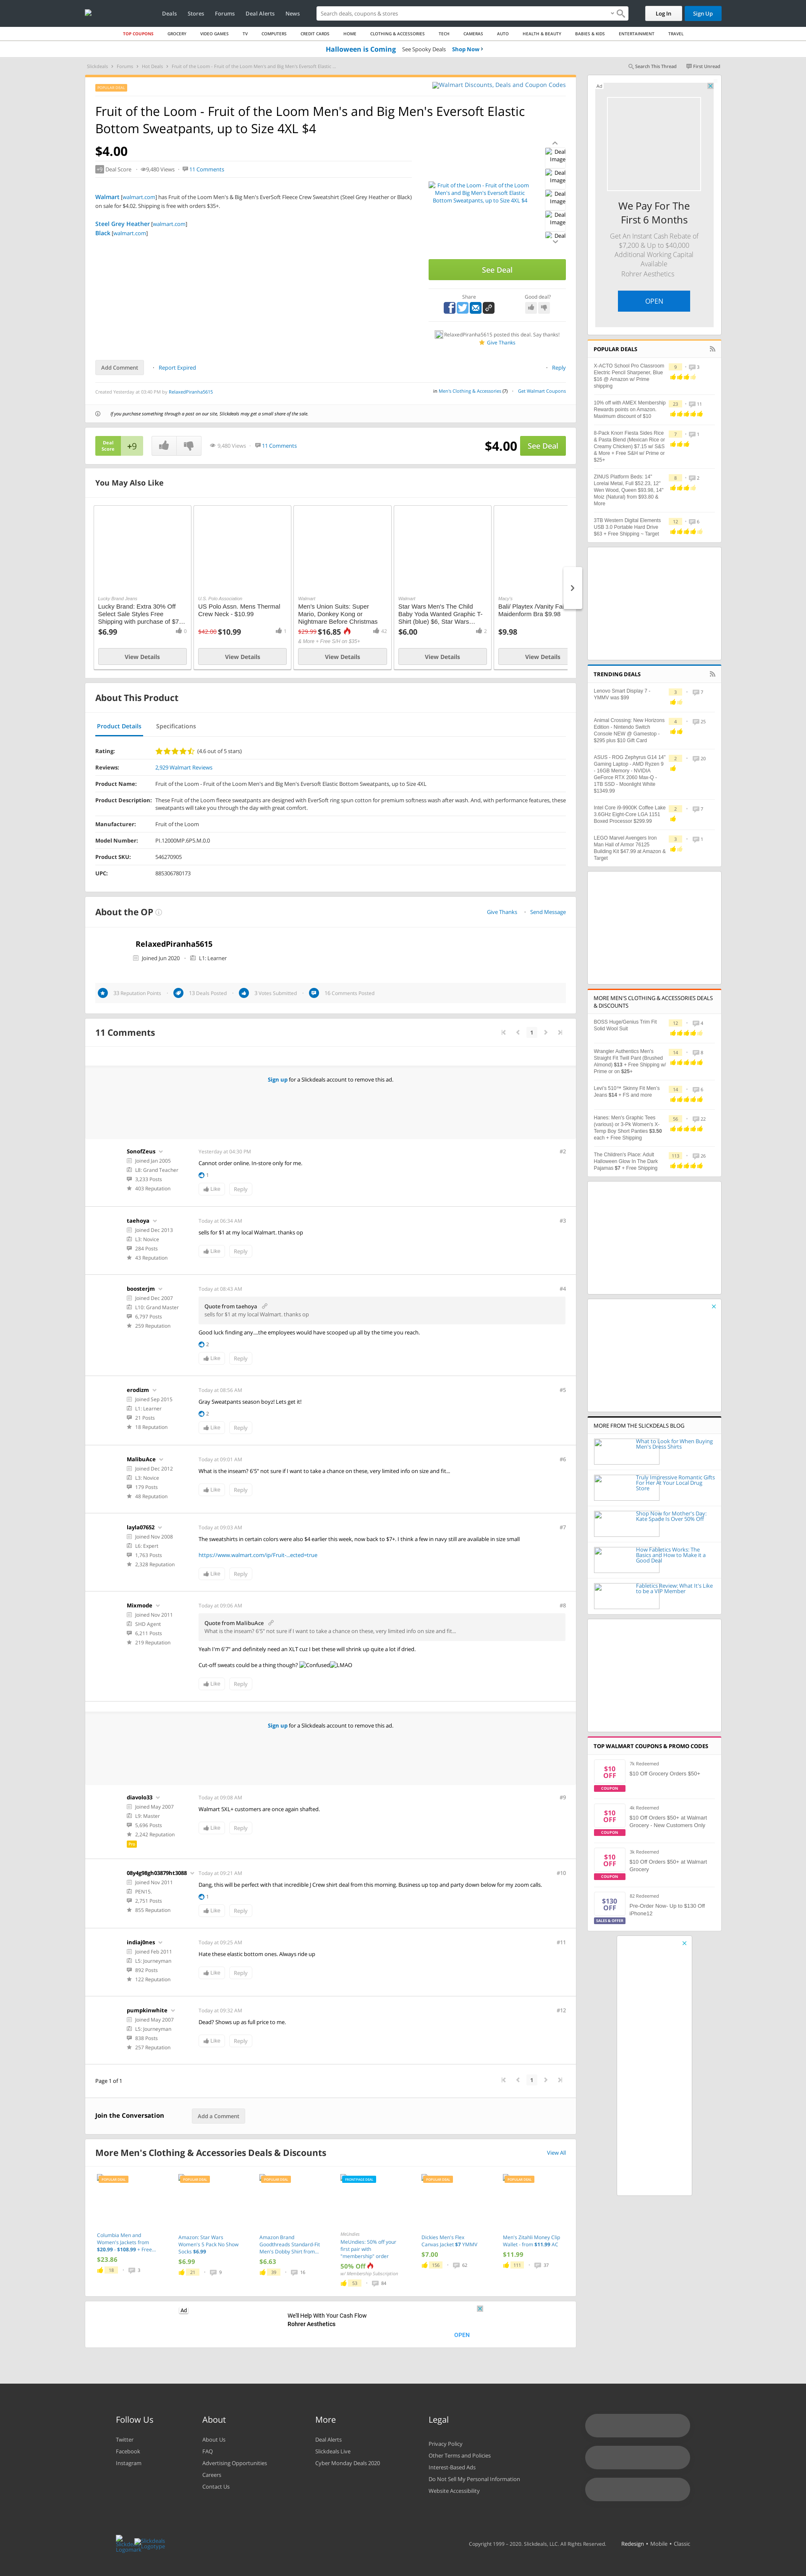 Deals Stores Forums Deal Alerts News
Search deals, coupons & stores
Log In Sign Up
TOP COUPONS GROCERY VIDEO GAMES TV COMPUTERS CREDIT CARDS HOME CLOTHING & ACCESSORIES TECH CAMERAS AUTO HEALTH & BEAUTY BABIES & KIDS ENTERTAINMENT TRAVEL
Halloween is Coming See Spooky Deals Shop Now
Slickdeals Forums Hot Deals Fruit of the Loom - Fruit of the Loom Men's and Big Men's Eversoft Elastic ...
Search This Thread First Unread
POPULAR DEAL
Walmart Discounts, Deals and Coupon Codes
Fruit of the Loom - Fruit of the Loom Men's and Big Men's Eversoft Elastic
Bottom Sweatpants, up to Size 4XL $4
$4.00
+9 Deal Score 9,480 Views 11 Comments
Walmart [walmart.com] has Fruit of the Loom Men's & Big Men's EverSoft Fleece Crew Sweatshirt (Steel Grey Heather or Black)
on sale for $4.02. Shipping is free with orders $35+.
Steel Grey Heather [walmart.com]
Black [walmart.com]
Fruit of the Loom - Fruit of the Loom
Men's and Big Men's Eversoft Elastic
Bottom Sweatpants, up to Size 4XL $4
Deal
Image
Deal
Image
Deal
Image
Deal
Image
Deal
See Deal
Share Good deal?
RelaxedPiranha5615 posted this deal. Say thanks!
Give Thanks
Add Comment Report Expired Reply
Created Yesterday at 03:40 PM by RelaxedPiranha5615
in Men's Clothing & Accessories (7) Get Walmart Coupons
If you purchase something through a post on our site, Slickdeals may get a small share of the sale.
Deal
Score +9 9,480 Views 11 Comments $4.00 See Deal
You May Also Like
Lucky Brand Jeans
Lucky Brand: Extra 30% Off
Select Sale Styles Free
Shipping with purchase of $7...
$6.99 0
View Details
U.S. Polo Association
US Polo Assn. Mens Thermal
Crew Neck - $10.99
$42.00 $10.99 1
View Details
Walmart
Men's Union Suits: Super
Mario, Donkey Kong or
Nightmare Before Christmas
$29.99 $16.85 42
& More + Free S/H on $35+
View Details
Walmart
Star Wars Men's The Child
Baby Yoda Wanted Graphic T-
Shirt (blue) $6, Star Wars...
$6.00 2
View Details
Macy's
Bali/ Playtex /Vanity Fa
Maidenform Bra $9.98
$9.98
View Details
About This Product
Product Details Specifications
Rating: (4.6 out of 5 stars)
Reviews: 2,929 Walmart Reviews
Product Name: Fruit of the Loom - Fruit of the Loom Men's and Big Men's Eversoft Elastic Bottom Sweatpants, up to Size 4XL
Product Description: These Fruit of the Loom fleece sweatpants are designed with EverSoft ring spun cotton for premium softness wash after wash. And, with performance features, these
sweatpants will take you through the day with great comfort.
Manufacturer: Fruit of the Loom
Model Number: PI.12000MP.6P5.M.0.0
Product SKU: 546270905
UPC: 885306780173
About the OP
Give Thanks Send Message
RelaxedPiranha5615
Joined Jun 2020 L1: Learner
33 Reputation Points 13 Deals Posted 3 Votes Submitted 16 Comments Posted
11 Comments 1
Sign up for a Slickdeals account to remove this ad.
SonofZeus
Joined Jan 2005
L8: Grand Teacher
3,233 Posts
403 Reputation
Yesterday at 04:30 PM #2
Cannot order online. In-store only for me.
1
Like Reply
taehoya
Joined Dec 2013
L3: Novice
284 Posts
43 Reputation
Today at 06:34 AM #3
sells for $1 at my local Walmart. thanks op
Like Reply
boosterjm
Joined Dec 2007
L10: Grand Master
6,797 Posts
259 Reputation
Today at 08:43 AM #4
Quote from taehoya
sells for $1 at my local Walmart. thanks op
Good luck finding any....the employees would have scooped up all by the time you reach.
2
Like Reply
erodizm
Joined Sep 2015
L1: Learner
21 Posts
18 Reputation
Today at 08:56 AM #5
Gray Sweatpants season boyz! Lets get it!
2
Like Reply
MalibuAce
Joined Dec 2012
L3: Novice
179 Posts
48 Reputation
Today at 09:01 AM #6
What is the inseam? 6'5" not sure if I want to take a chance on these, very limited info on size and fit...
Like Reply
layla07652
Joined Nov 2008
L6: Expert
1,763 Posts
2,328 Reputation
Today at 09:03 AM #7
The sweatshirts in certain colors were also $4 earlier this week, now back to $7+. I think a few in navy still are available in size small
https://www.walmart.com/ip/Fruit-...ected=true
Like Reply
Mixmode
Joined Nov 2011
SHD Agent
6,211 Posts
219 Reputation
Today at 09:06 AM #8
Quote from MalibuAce
What is the inseam? 6'5" not sure if I want to take a chance on these, very limited info on size and fit...
Yeah I'm 6'7" and definitely need an XLT cuz I bet these will shrink up quite a lot if dried.
Cut-off sweats could be a thing though? Confused LMAO
Like Reply
Sign up for a Slickdeals account to remove this ad.
diavolo33
Joined May 2007
L9: Master
5,696 Posts
2,242 Reputation
Pro
Today at 09:08 AM #9
Walmart 5XL+ customers are once again shafted.
Like Reply
08y4g98gh03879ht3088
Joined Nov 2011
PEN15.
2,751 Posts
855 Reputation
Today at 09:21 AM #10
Dang, this will be perfect with that incredible J Crew shirt deal from this morning. Business up top and party down below for my zoom calls.
1
Like Reply
indiaj0nes
Joined Feb 2011
L5: Journeyman
892 Posts
122 Reputation
Today at 09:25 AM #11
Hate these elastic bottom ones. Always ride up
Like Reply
pumpkinwhite
Joined May 2007
L5: Journeyman
838 Posts
257 Reputation
Today at 09:32 AM #12
Dead? Shows up as full price to me.
Like Reply
Page 1 of 1 1
Join the Conversation Add a Comment
More Men's Clothing & Accessories Deals & Discounts View All
POPULAR DEAL
Columbia Men and
Women's Jackets from
$20.99 - $108.99 + Free...
$23.86
58 3
POPULAR DEAL
Amazon: Star Wars
Women's 5 Pack No Show
Socks $6.99
$6.99
21 9
POPULAR DEAL
Amazon Brand
Goodthreads Standard-Fit
Men's Dobby Shirt from...
$6.63
39 16
FRONTPAGE DEAL
MeUndies
MeUndies: 50% off your
first pair with
"membership" order
50% Off
w/ Membership Subscription
53 84
POPULAR DEAL
Dickies Men's Flex
Canvas Jacket $7 YMMV
$7.00
106 62
POPULAR DEAL
Men's Zitahli Money Clip
Wallet - from $11.99 AC
$11.99
111 37
Ad
We'll Help With Your Cash Flow
Rohrer Aesthetics
OPEN
Ad
We Pay For The
First 6 Months
Get An Instant Cash Rebate of
$7,200 & Up to $40,000
Additional Working Capital
Available
Rohrer Aesthetics
OPEN
POPULAR DEALS
X-ACTO School Pro Classroom
Electric Pencil Sharpener, Blue
$16 @ Amazon w/ Prime
shipping
9 3
10% off with AMEX Membership
Rewards points on Amazon.
Maximum discount of $10
23 11
8-Pack Knorr Fiesta Sides Rice
& Pasta Blend (Mexican Rice or
Creamy Chicken) $7.15 w/ S&S
& More + Free S&H w/ Prime or
$25+
7 1
ZINUS Platform Beds: 14"
Lorelai Metal, Full $52.23, 12"
Wen Wood, Queen $93.86, 14"
Moiz (Natural) from $93.80 &
More
8 2
3TB Western Digital Elements
USB 3.0 Portable Hard Drive
$63 + Free Shipping ~ Target
12 6
TRENDING DEALS
Lenovo Smart Display 7 -
YMMV was $99
3 7
Animal Crossing: New Horizons
Edition - Nintendo Switch
Console NEW @ Gamestop -
$295 plus $10 Gift Card
4 25
ASUS - ROG Zephyrus G14 14"
Gaming Laptop - AMD Ryzen 9
- 16GB Memory - NVIDIA
GeForce RTX 2060 Max-Q -
1TB SSD - Moonlight White
$1349.99
2 20
Intel Core i9-9900K Coffee Lake
3.6GHz Eight-Core LGA 1151
Boxed Processor $299.99
2 7
LEGO Marvel Avengers Iron
Man Hall of Armor 76125
Building Kit $47.99 at Amazon &
Target
3 1
MORE MEN'S CLOTHING & ACCESSORIES DEALS
& DISCOUNTS
BOSS Huge/Genius Trim Fit
Solid Wool Suit
12 4
Wrangler Authentics Men's
Straight Fit Twill Pant (Brushed
Almond) $13 + Free Shipping w/
Prime or on $25+
14 8
Levi's 510™ Skinny Fit Men's
Jeans $14 + FS and more
14 6
Hanes: Men's Graphic Tees
(various) or 3-Pk Women's X-
Temp Boy Short Panties $3.50
each + Free Shipping
56 22
The Children's Place: Adult
Halloween Glow In The Dark
Pajamas $7 + Free Shipping
113 26
MORE FROM THE SLICKDEALS BLOG
What to Look for When Buying
Men's Dress Shirts
Truly Impressive Romantic Gifts
For Her At Your Local Drug
Store
Shop Now for Mother's Day:
Kate Spade Is Over 50% Off
How Fabletics Works: The
Basics and How to Make it a
Good Deal
Fabletics Review: What It's Like
to be a VIP Member
TOP WALMART COUPONS & PROMO CODES
$10
OFF
COUPON
7k Redeemed
$10 Off Grocery Orders $50+
$10
OFF
COUPON
4k Redeemed
$10 Off Orders $50+ at Walmart
Grocery - New Customers Only
$10
OFF
COUPON
3k Redeemed
$10 Off Orders $50+ at Walmart
Grocery
$130
OFF
SALES & OFFER
82 Redeemed
Pre-Order Now- Up to $130 Off
iPhone12
Follow Us
Twitter
Facebook
Instagram
About
About Us
FAQ
Advertising Opportunities
Careers
Contact Us
More
Deal Alerts
Slickdeals Live
Cyber Monday Deals 2020
Legal
Privacy Policy
Other Terms and Policies
Interest-Based Ads
Do Not Sell My Personal Information
Website Accessibility
Copyright 1999 – 2020. Slickdeals, LLC. All Rights Reserved. Redesign • Mobile • Classic